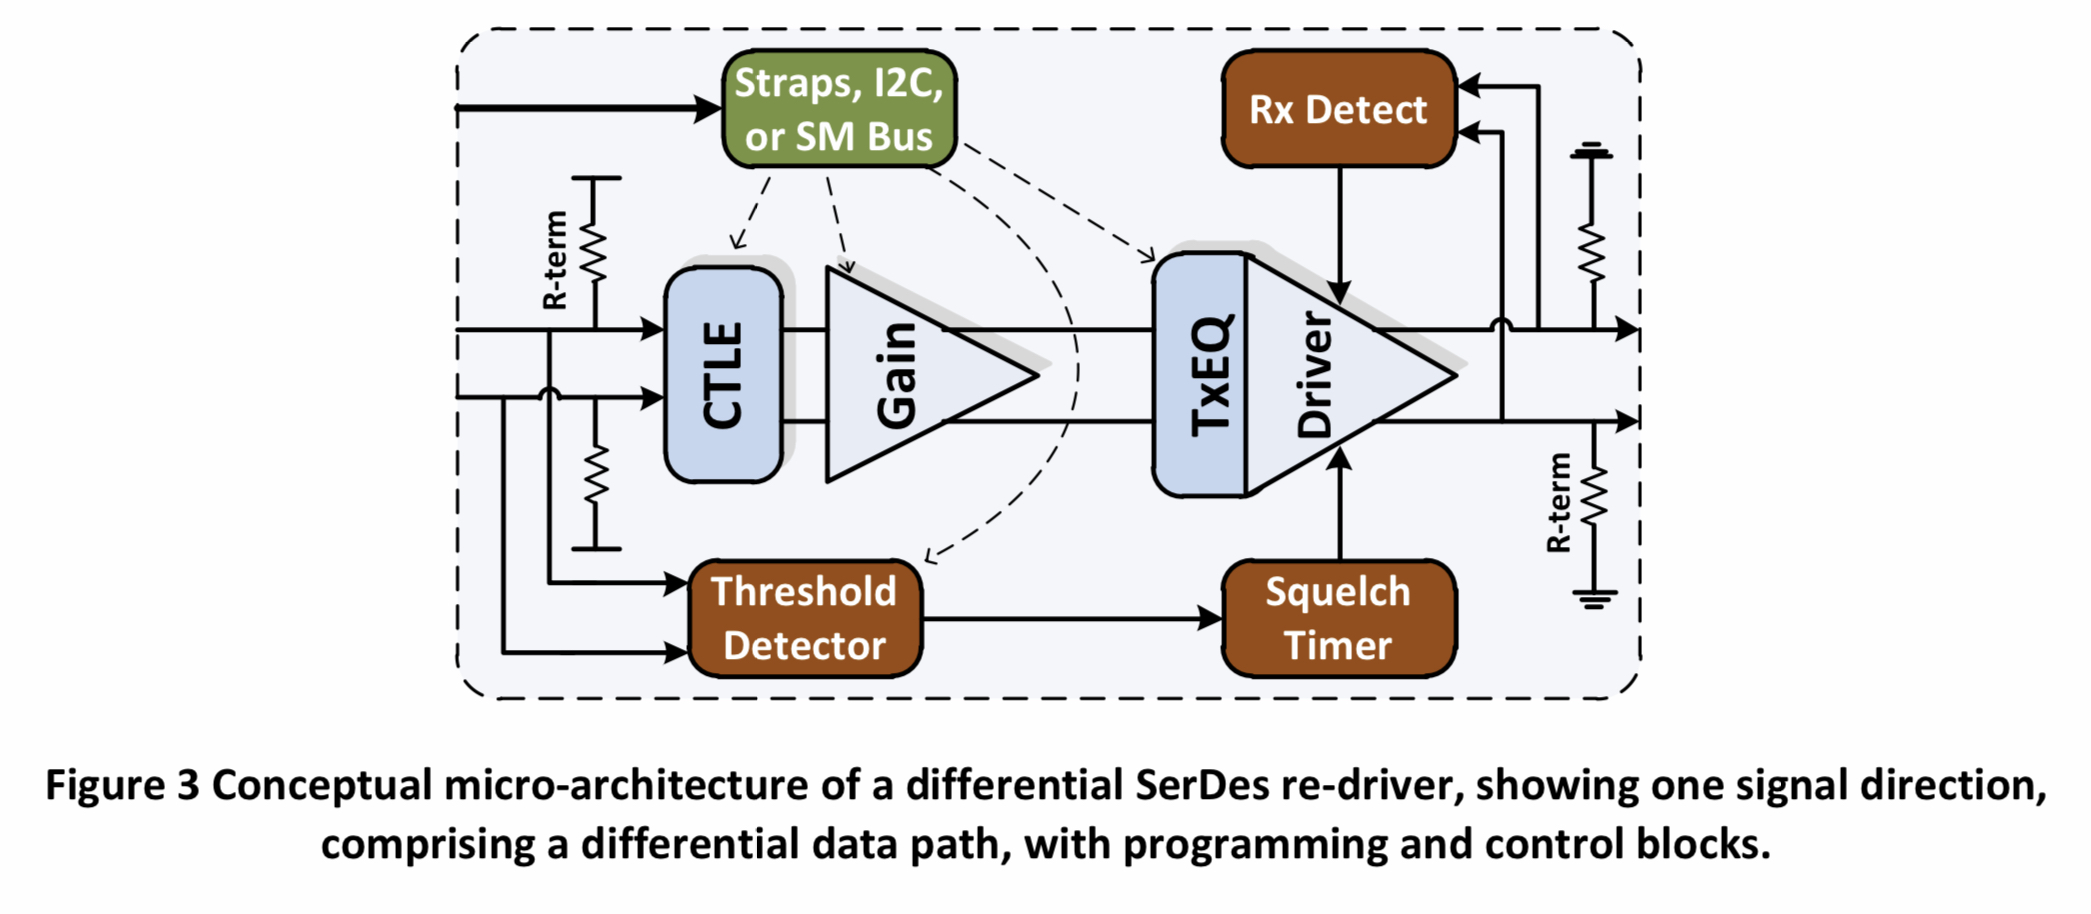 Straps, I2C,
or SM Bus
Rx Detect
R-term
CTLE
Gain
TxEQ
Driver
R-term
Threshold
Detector
Squelch
Timer
Figure 3 Conceptual micro-architecture of a differential SerDes re-driver, showing one signal direction,
comprising a differential data path, with programming and control blocks.